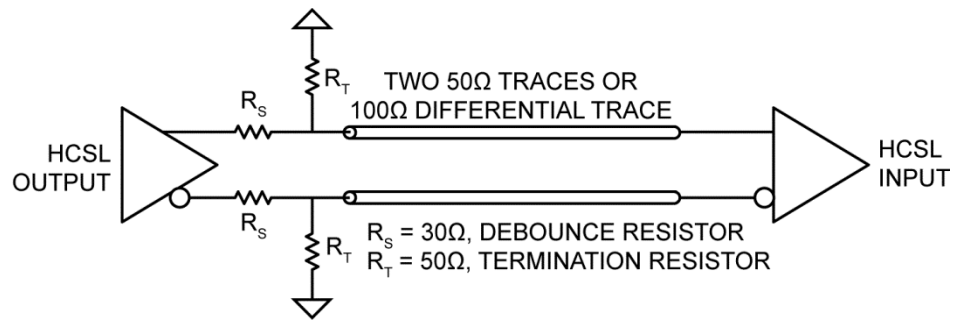 R_T
TWO 50Ω TRACES OR
100Ω DIFFERENTIAL TRACE
R_S
HCSL
OUTPUT
HCSL
INPUT
R_S
R_T
R_S = 30Ω, DEBOUNCE RESISTOR
R_T = 50Ω, TERMINATION RESISTOR